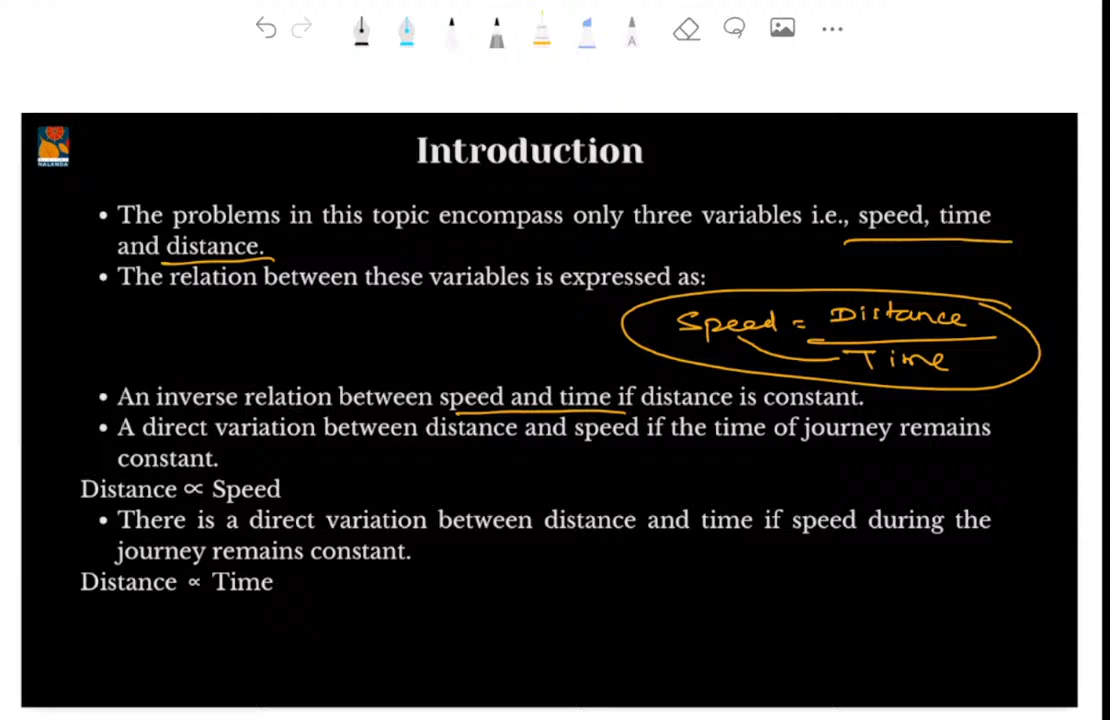 Introduction
• The problems in this topic encompass only three variables i.e., speed, time
and distance.
• The relation between these variables is expressed as:
Speed = Distance
Time
• An inverse relation between speed and time if distance is constant.
• A direct variation between distance and speed if the time of journey remains
constant.
Distance ∝ Speed
• There is a direct variation between distance and time if speed during the
journey remains constant.
Distance ∝ Time